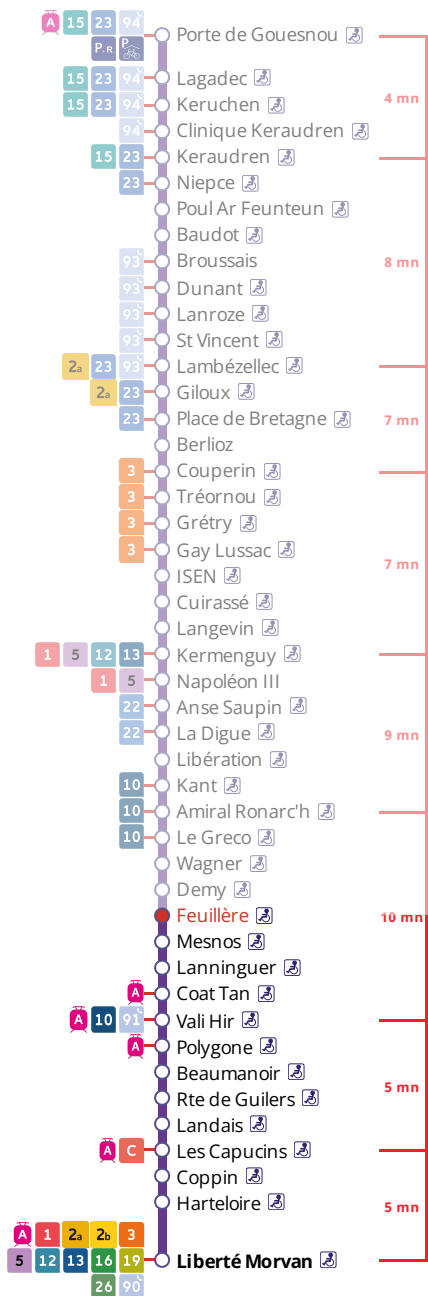 A 15 23 94 Porte de Gouesnou
P+R P
15 23 94 Lagadec
15 23 94 Keruchen
4 mn
94 Clinique Keraudren
15 23 Keraudren
23 Niepce
Poul Ar Feunteun
Baudot
93 Broussais
8 mn
93 Dunant
93 Lanroze
93 St Vincent
2a 23 93 Lambézellec
2a 23 Giloux
23 Place de Bretagne
7 mn
Berlioz
3 Couperin
3 Tréornou
3 Grétry
3 Gay Lussac
7 mn
ISEN
Cuirassé
Langevin
1 5 12 13 Kermenguy
1 5 Napoléon III
22 Anse Saupin
22 La Digue
9 mn
Libération
10 Kant
10 Amiral Ronarc'h
10 Le Greco
Wagner
Demy
Feuillère
10 mn
Mesnos
Lanninguer
A Coat Tan
A 10 91 Vali Hir
A Polygone
Beaumanoir
5 mn
Rte de Guilers
Landais
A C Les Capucins
Coppin
Harteloire
5 mn
A 1 2a 2b 3
5 12 13 16 19 Liberté Morvan
26 90